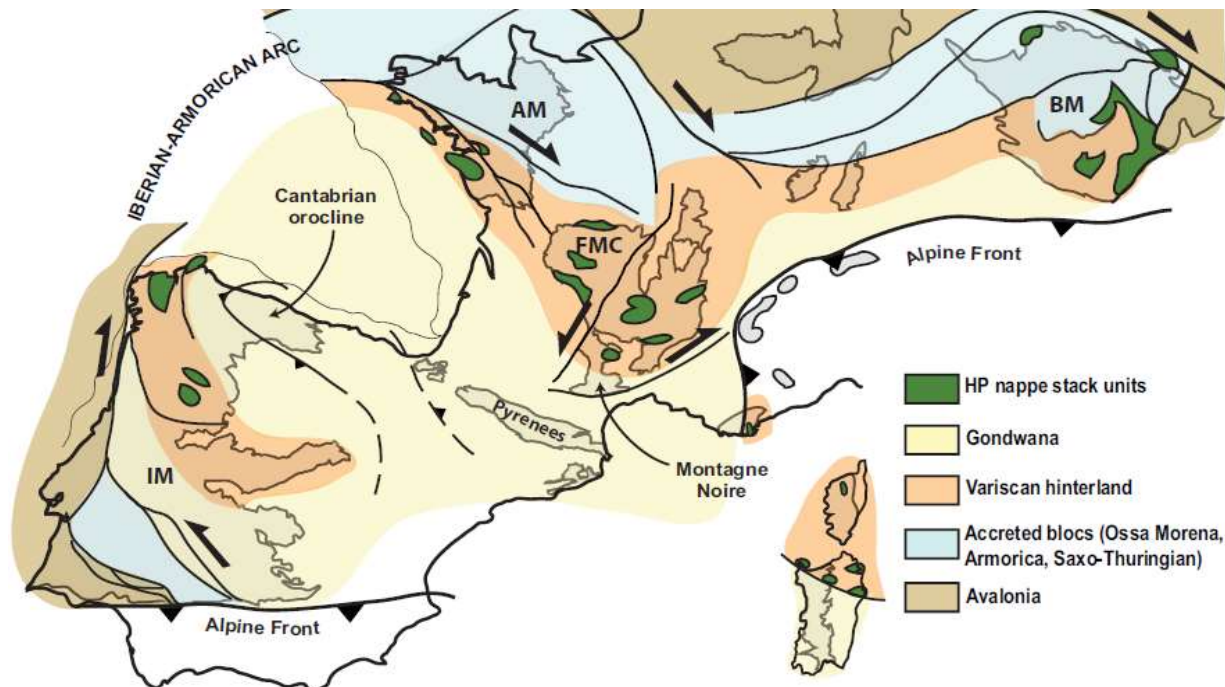 IBERIAN-ARMORICAN ARC
AM
BM
Cantabrian
orocline
FMC
Alpine Front
Pyrenees
IM
Montagne
Noire
Alpine Front
HP nappe stack units
Gondwana
Variscan hinterland
Accreted blocs (Ossa Morena,
Armorica, Saxo-Thuringian)
Avalonia